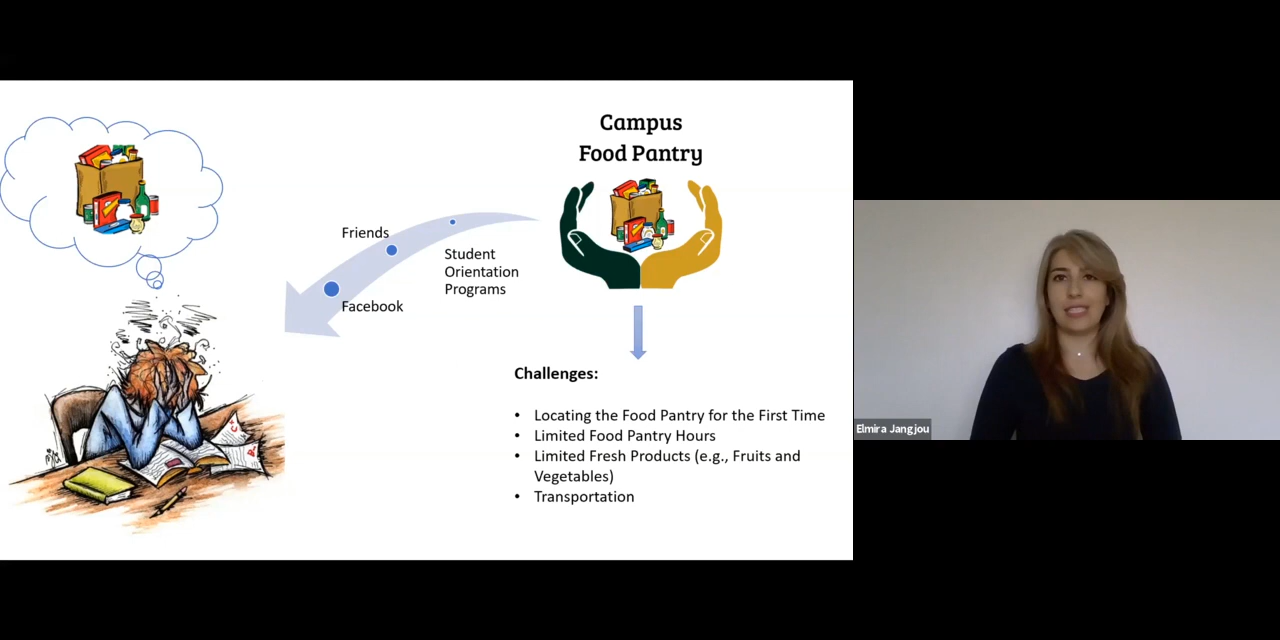 Campus
Food Pantry
Friends
Student
Orientation
Programs
Facebook
Challenges:
• Locating the Food Pantry for the First Time
• Limited Food Pantry Hours
• Limited Fresh Products (e.g., Fruits and
Vegetables)
• Transportation
Elmira Jangjou